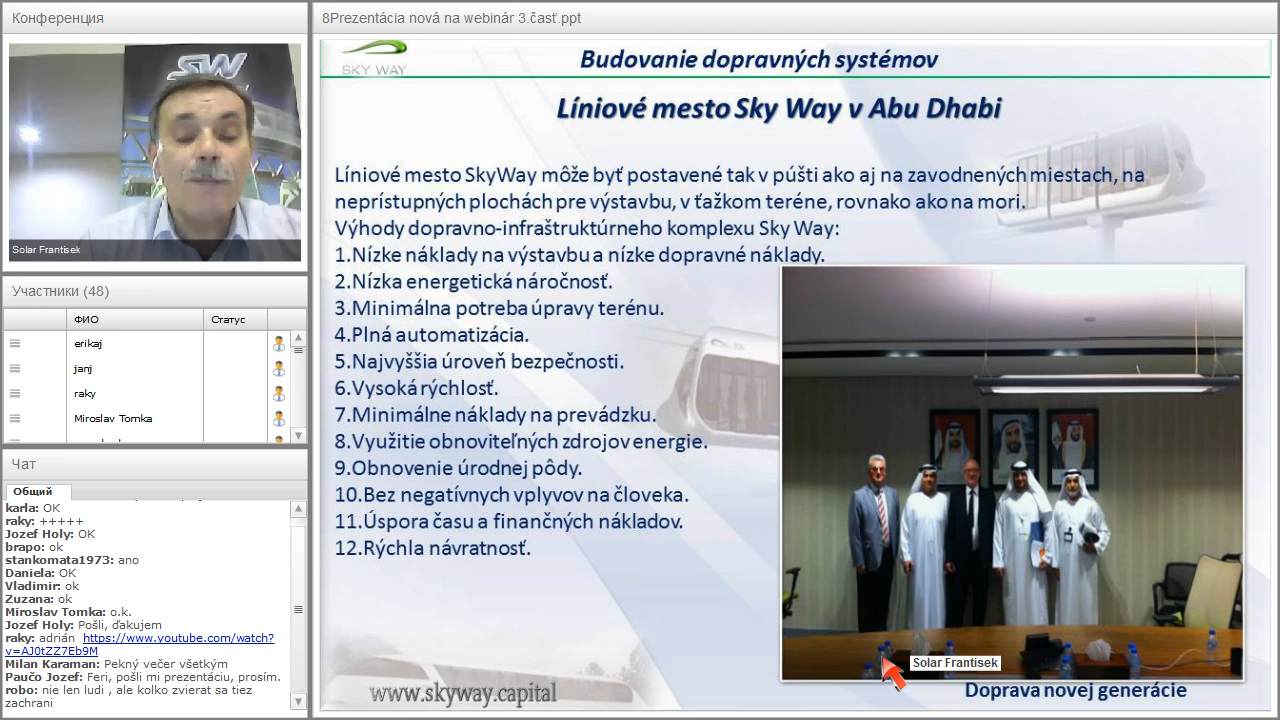 Конференция
SW
Solar Frantisek
Участники (48)
ФИО
Статус
erikaj
janj
raky
Miroslav Tomka
Чат
Общий
karla: OK
raky: +++++
Jozef Holy: OK
brapo: ok
stankomata1973: ano
Daniela: OK
Vladimir: ok
Zuzana: ok
Miroslav Tomka: o.k.
Jozef Holy: Pošli, ďakujem
raky: adrián https://www.youtube.com/watch?
v=AJ0tZZ7Eb9M
Milan Karaman: Pekný večer všetkým
Paučo Jozef: Feri, pošli mi prezentáciu, prosím.
robo: nie len ludi , ale kolko zvierat sa tiez
zachrani
8Prezentácia nová na webinár 3.časť.ppt
SKY WAY
Budovanie dopravných systémov
Líniové mesto Sky Way v Abu Dhabi
Líniové mesto SkyWay môže byť postavené tak v púšti ako aj na zavodnených miestach, na
neprístupných plochách pre výstavbu, v ťažkom teréne, rovnako ako na mori.
Výhody dopravno-infraštruktúrneho komplexu Sky Way:
1.Nízke náklady na výstavbu a nízke dopravné náklady.
2.Nízka energetická náročnosť.
3.Minimálna potreba úpravy terénu.
4.Plná automatizácia.
5.Najvyššia úroveň bezpečnosti.
6.Vysoká rýchlosť.
7.Minimálne náklady na prevádzku.
8.Využitie obnoviteľných zdrojov energie.
9.Obnovenie úrodnej pôdy.
10.Bez negatívnych vplyvov na človeka.
11.Úspora času a finančných nákladov.
12.Rýchla návratnosť.
Solar Frantisek
www.skyway.capital
Doprava novej generácie